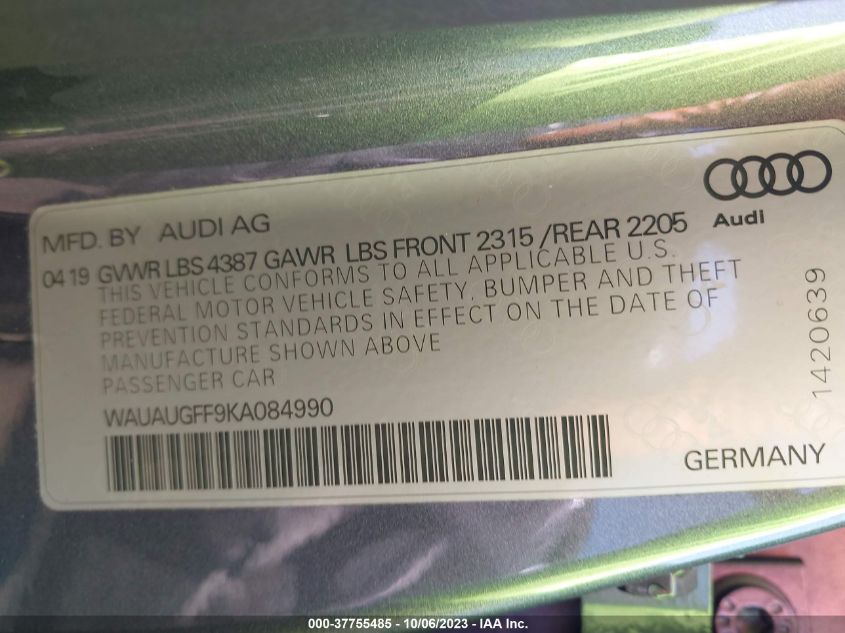 MFD. BY AUDI AG
Audi
04 19 GVWR LBS 4387 GAWR LBS FRONT 2315 /REAR 2205
THIS VEHICLE CONFORMS TO ALL APPLICABLE U.S.
FEDERAL MOTOR VEHICLE SAFETY, BUMPER AND THEFT
PREVENTION STANDARDS IN EFFECT ON THE DATE OF
MANUFACTURE SHOWN ABOVE
PASSENGER CAR
WAUAUGFF9KA084990
1420639
GERMANY
000-37755485 - 10/06/2023 - IAA Inc.